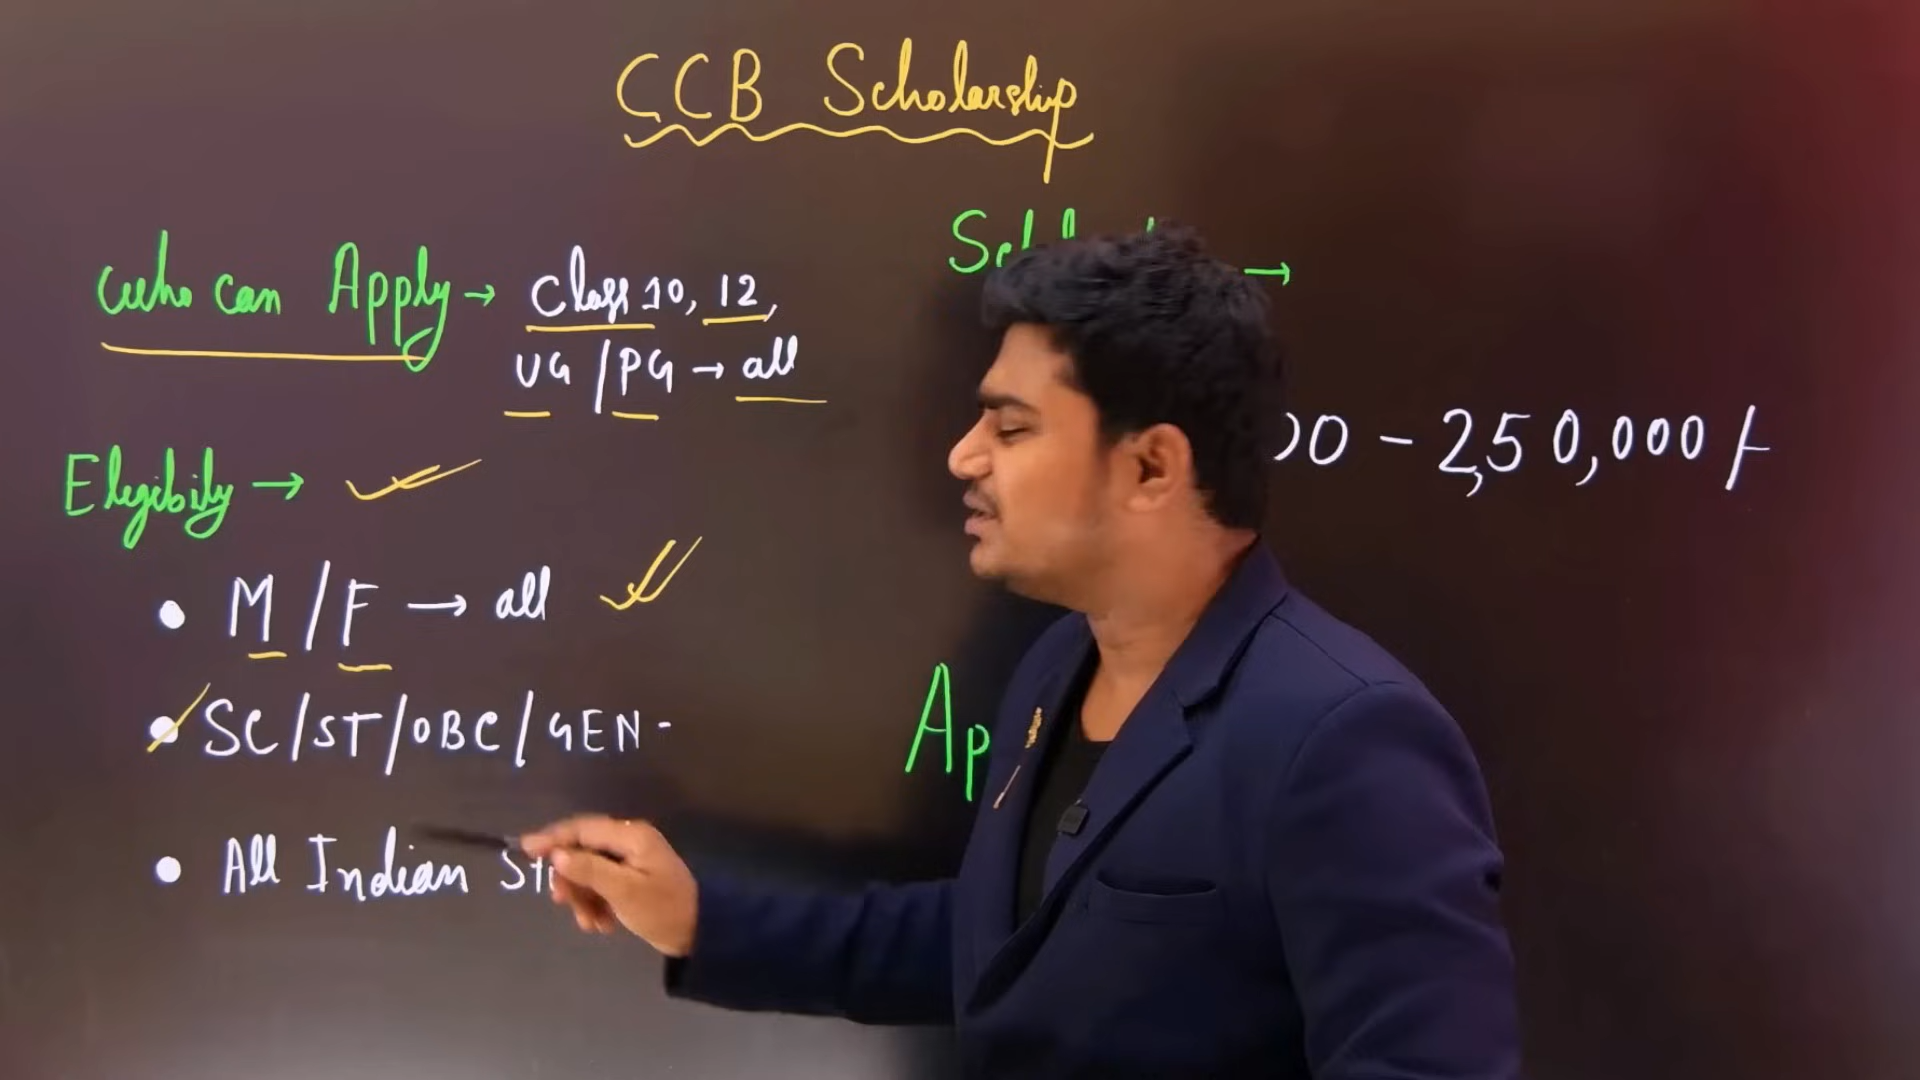 CCB Scholarship
Who can Apply → Class 10, 12,
UG / PG → all
Elegibily →
• M / F → all
• SC/ST/OBC/GEN-
• All Indian
→
00 - 2,50,000/-